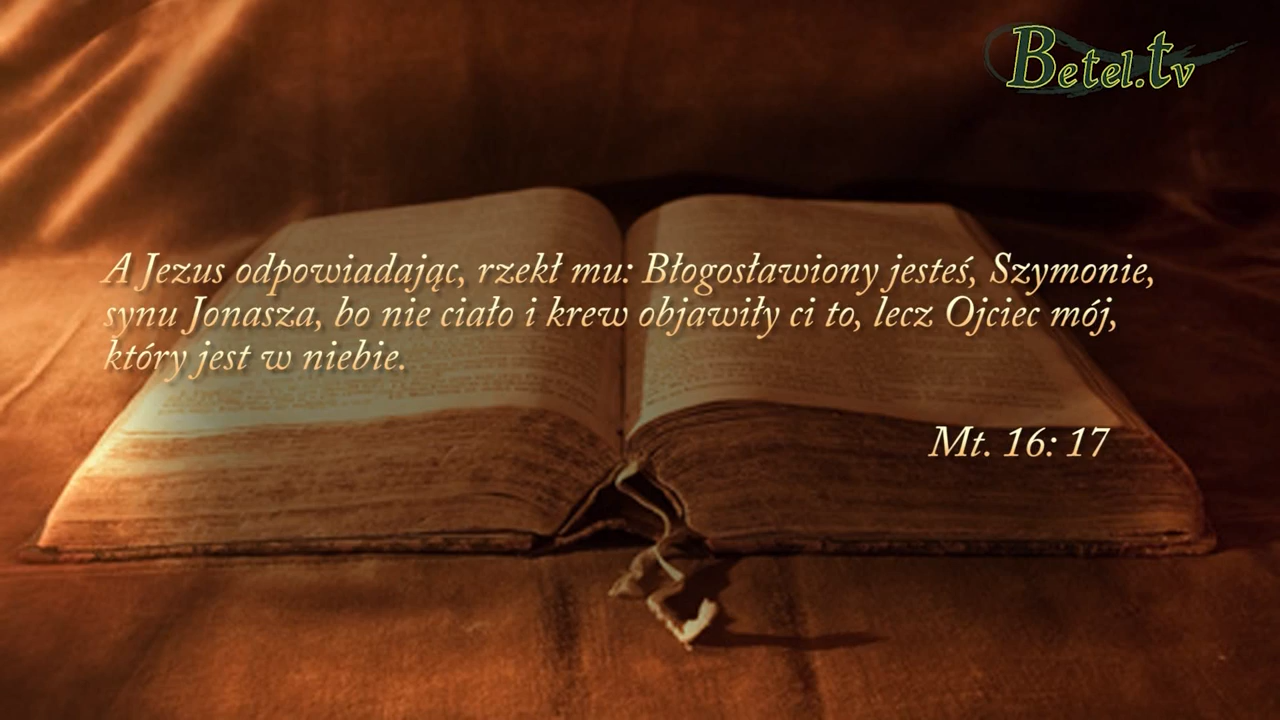 Betel.tv
A Jezus odpowiadając, rzekł mu: Błogosławiony jesteś, Szymonie,
synu Jonasza, bo nie ciało i krew objawiły ci to, lecz Ojciec mój,
który jest w niebie.
Mt. 16: 17